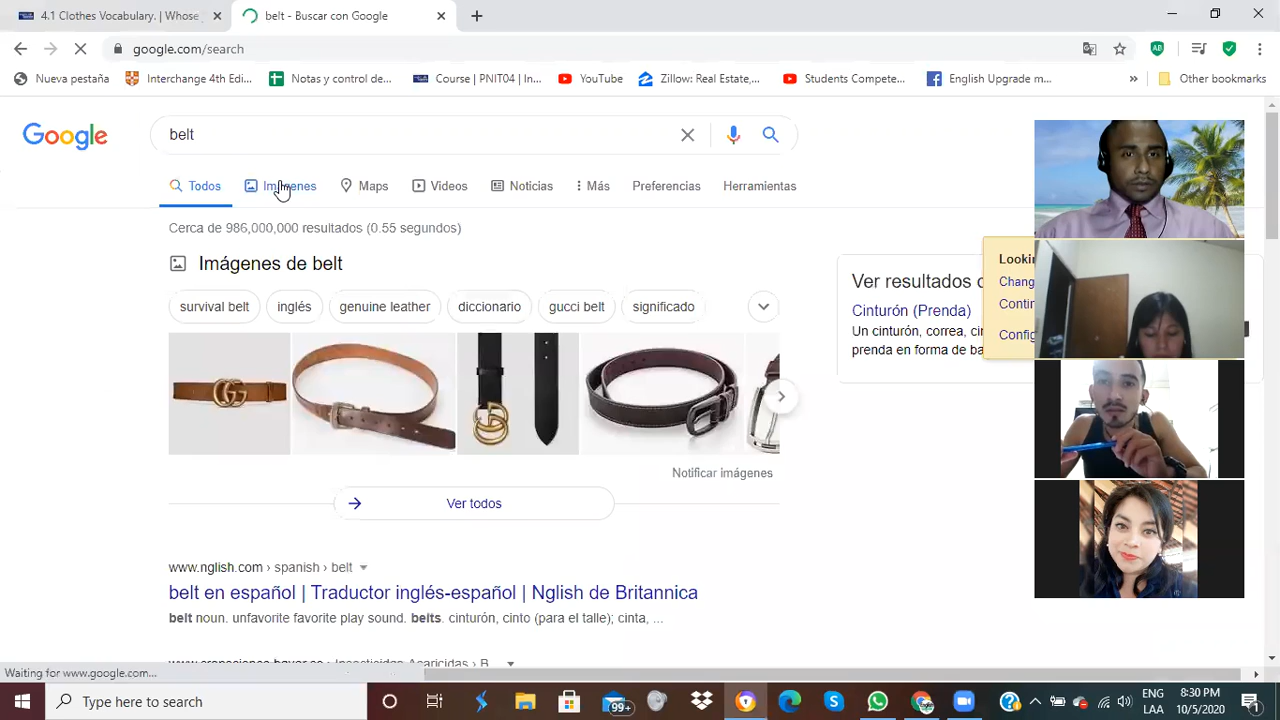 4.1 Clothes Vocabulary. | Whose
belt - Buscar con Google
google.com/search
Nueva pestaña
Interchange 4th Edi...
Notas y control de...
Course | PNIT04 | In...
YouTube
Zillow: Real Estate,...
Students Compete...
English Upgrade m...
»
Other bookmarks
Google
belt
Todos
Imágenes
Maps
Videos
Noticias
Más
Preferencias
Herramientas
Cerca de 986,000,000 resultados (0.55 segundos)
Imágenes de belt
survival belt
inglés
genuine leather
diccionario
gucci belt
significado
Notificar imágenes
Ver todos
Ver resultados
Cinturón (Prenda)
Un cinturón, correa, cin
prenda en forma de ba
Lookin
Chang
Contin
Config
www.nglish.com › spanish › belt
belt en español | Traductor inglés-español | Nglish de Britannica
belt noun. unfavorite favorite play sound. belts. cinturón, cinto (para el talle); cinta, ...
Waiting for www.google.com...
Type here to search
99+
ENG
LAA
8:30 PM
10/5/2020